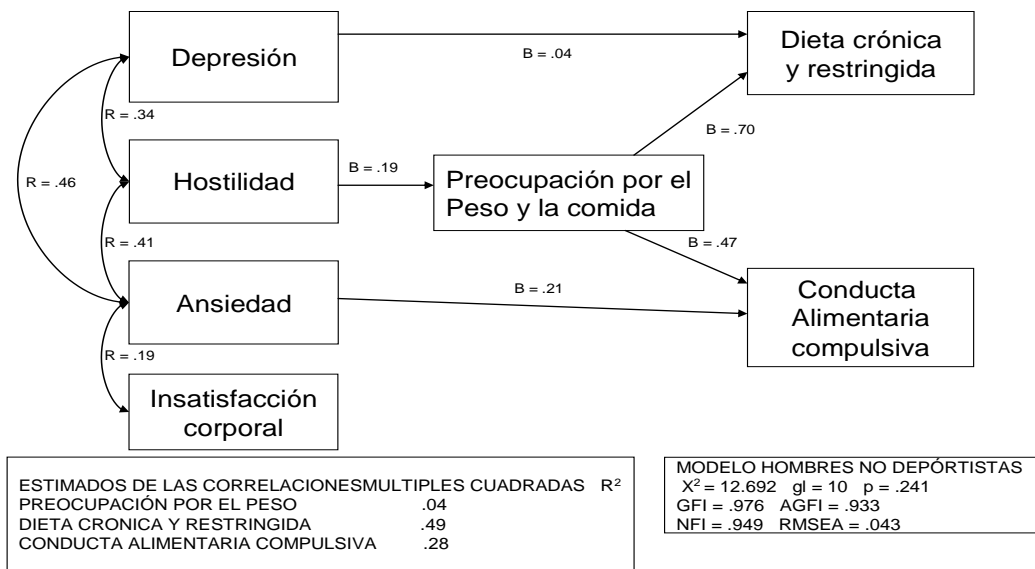 Depresión
Dieta crónica
y restringida
B = .04
R = .34
B = .70
Hostilidad
B = .19
Preocupación por el
Peso y la comida
R = .46
R = .41
B = .47
Ansiedad
B = .21
Conducta
Alimentaria
compulsiva
R = .19
Insatisfacción
corporal
ESTIMADOS DE LAS CORRELACIONESMULTIPLES CUADRADAS R²
PREOCUPACIÓN POR EL PESO .04
DIETA CRONICA Y RESTRINGIDA .49
CONDUCTA ALIMENTARIA COMPULSIVA .28
MODELO HOMBRES NO DEPÓRTISTAS
X² = 12.692 gl = 10 p = .241
GFI = .976 AGFI = .933
NFI = .949 RMSEA = .043